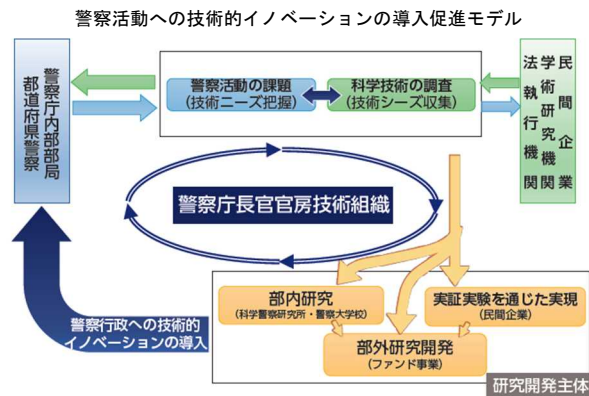 警察活動への技術的イノベーションの導入促進モデル
警察庁内部部局
都道府県警察
警察活動の課題
(技術ニーズ把握)
科学技術の調査
(技術シーズ収集)
民間企業
学術研究機関
法執行機関
警察庁長官官房技術組織
部内研究
(科学警察研究所・警察大学校)
実証実験を通じた実現
(民間企業)
部外研究開発
(ファンド事業)
警察行政への技術的
イノベーションの導入
研究開発主体